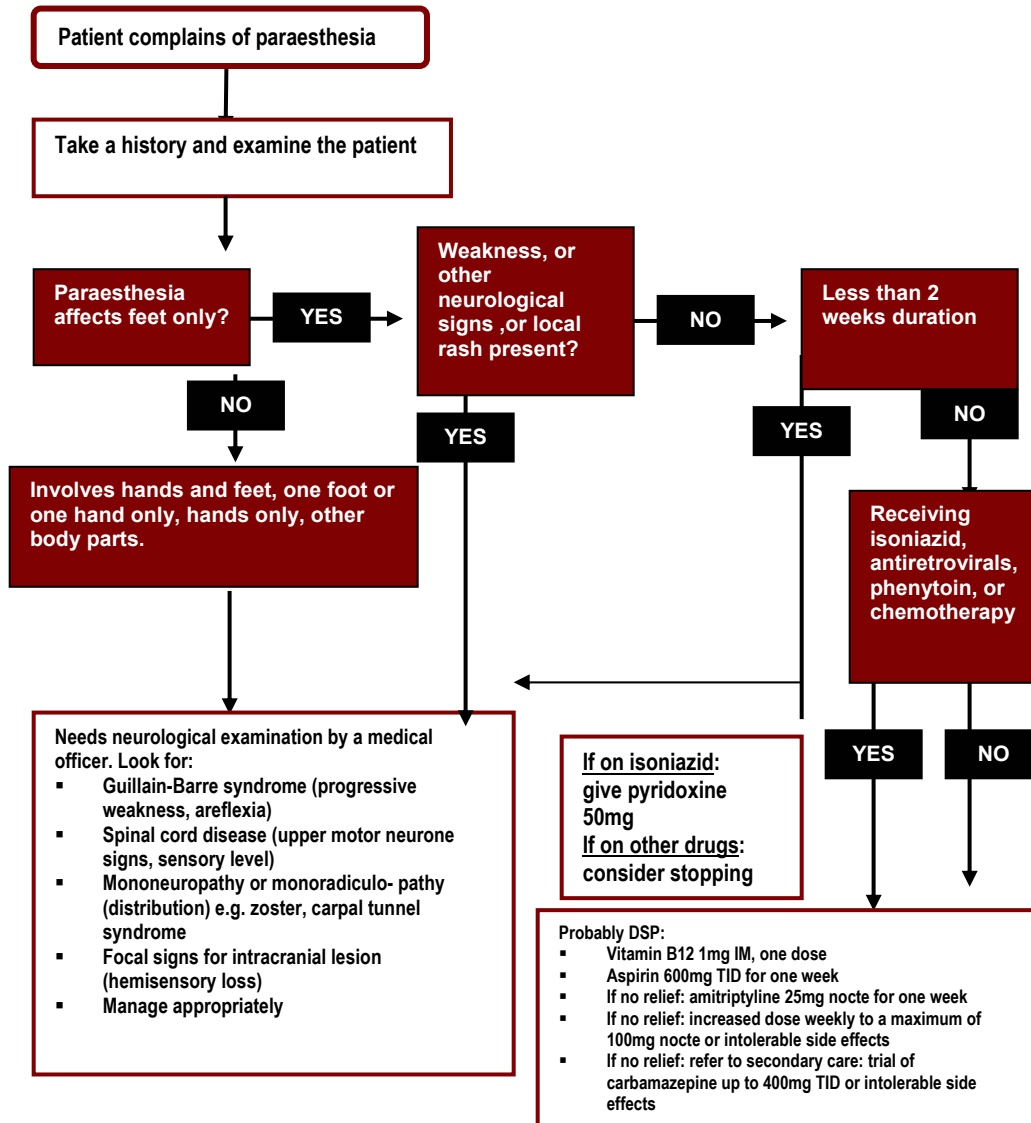 Patient complains of paraesthesia
Take a history and examine the patient
Paraesthesia
affects feet only?
YES
Weakness, or
other
neurological
signs ,or local
rash present?
NO
Less than 2
weeks duration
NO
YES
YES
NO
Involves hands and feet, one foot or
one hand only, hands only, other
body parts.
Receiving
isoniazid,
antiretrovirals,
phenytoin, or
chemotherapy
Needs neurological examination by a medical
officer. Look for:
▪ Guillain-Barre syndrome (progressive
weakness, areflexia)
▪ Spinal cord disease (upper motor neurone
signs, sensory level)
▪ Mononeuropathy or monoradiculo- pathy
(distribution) e.g. zoster, carpal tunnel
syndrome
▪ Focal signs for intracranial lesion
(hemisensory loss)
▪ Manage appropriately
If on isoniazid:
give pyridoxine
50mg
If on other drugs:
consider stopping
YES
NO
Probably DSP:
▪ Vitamin B12 1mg IM, one dose
▪ Aspirin 600mg TID for one week
▪ If no relief: amitriptyline 25mg nocte for one week
▪ If no relief: increased dose weekly to a maximum of
100mg nocte or intolerable side effects
▪ If no relief: refer to secondary care: trial of
carbamazepine up to 400mg TID or intolerable side
effects